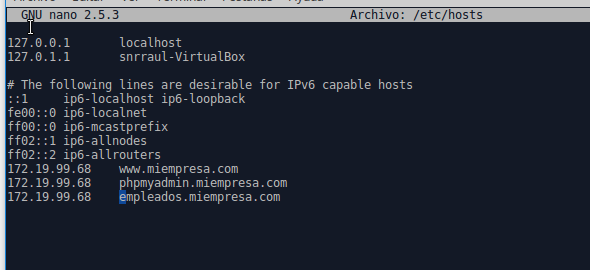 GNU nano 2.5.3 Archivo: /etc/hosts
127.0.0.1 localhost
127.0.1.1 snrraul-VirtualBox
# The following lines are desirable for IPv6 capable hosts
::1 ip6-localhost ip6-loopback
fe00::0 ip6-localnet
ff00::0 ip6-mcastprefix
ff02::1 ip6-allnodes
ff02::2 ip6-allrouters
172.19.99.68 www.miempresa.com
172.19.99.68 phpmyadmin.miempresa.com
172.19.99.68 empleados.miempresa.com